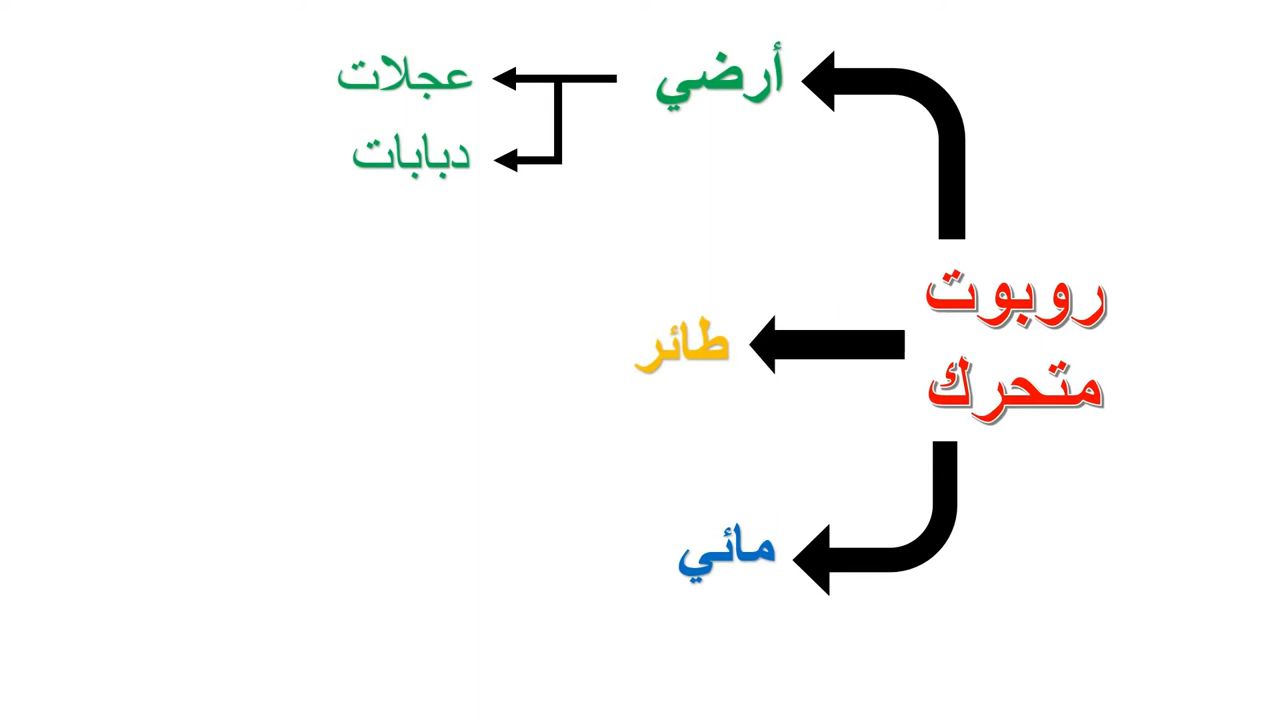 روبوت
متحرك
أرضي
عجلات
دبابات
طائر
مائي